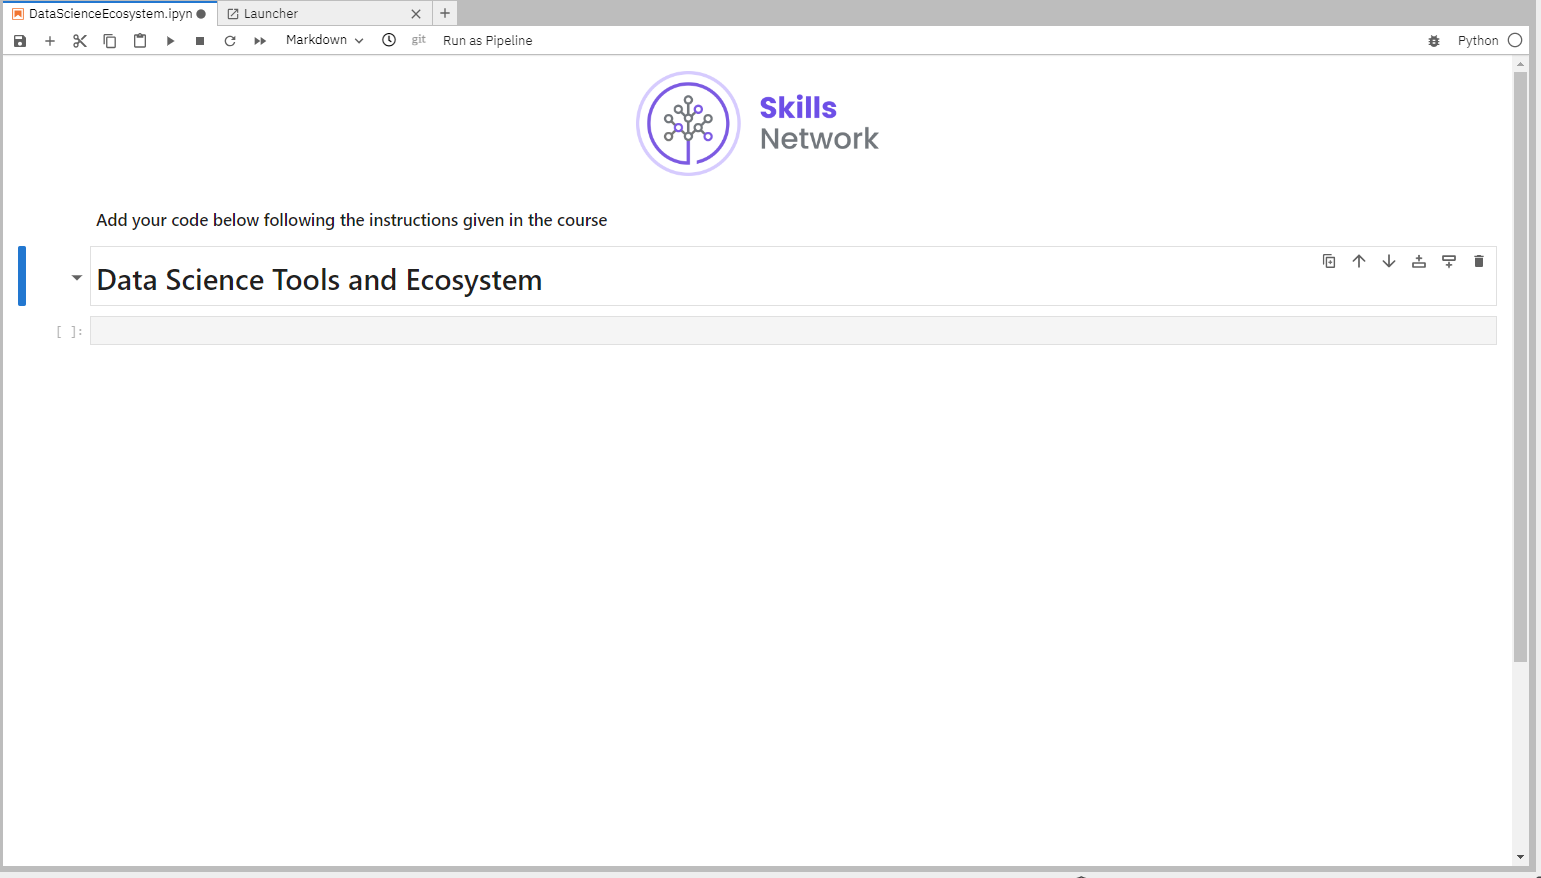 DataScienceEcosystem.ipyn
Launcher
Markdown
git
Run as Pipeline
Python
Skills
Network
Add your code below following the instructions given in the course
Data Science Tools and Ecosystem
[ ]: